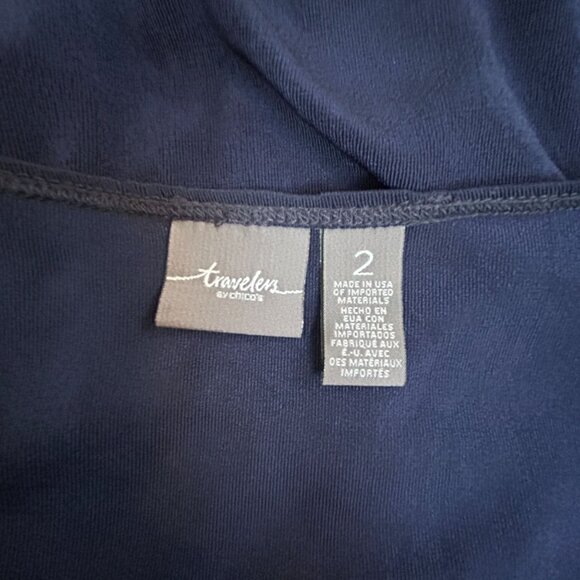 travelers
BY CHICO'S
2
MADE IN USA
OF IMPORTED
MATERIALS
HECHO EN
EUA CON
MATERIALES
IMPORTADOS
FABRIQUÉ AUX
É.-U. AVEC
DES MATÉRIAUX
IMPORTÉS